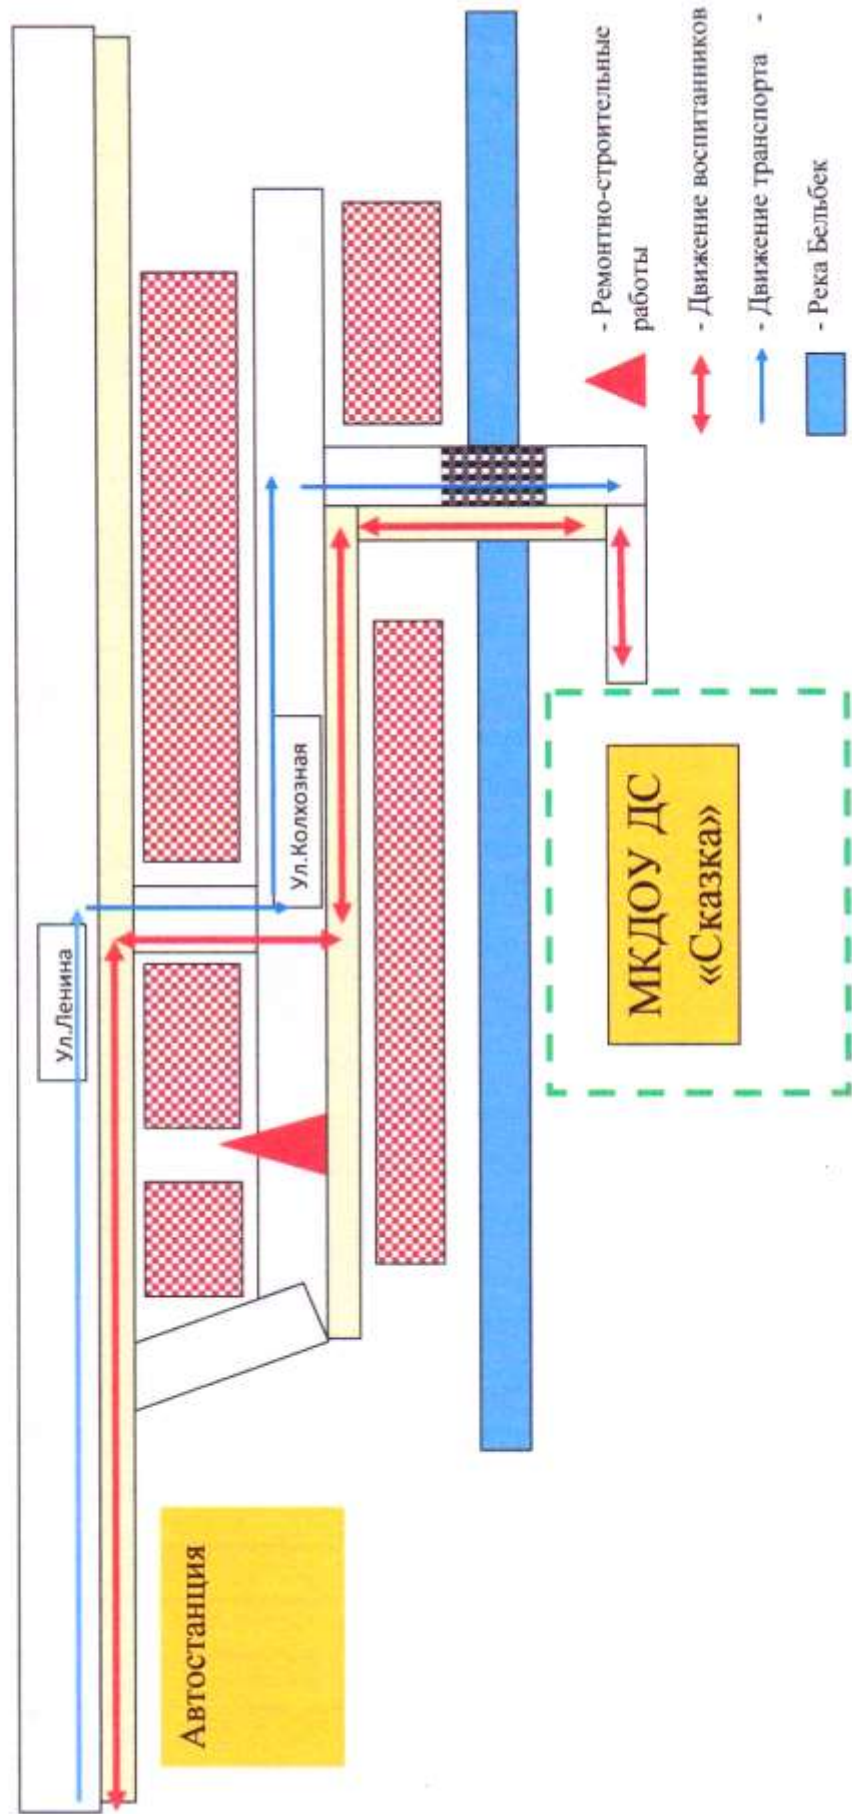 Ул.Ленина
Ул.Колхозная
Автостанция
МКДОУ ДС
«Сказка»
- Ремонтно-строительные
работы
- Движение воспитанников
- Движение транспорта -
- Река Бельбек